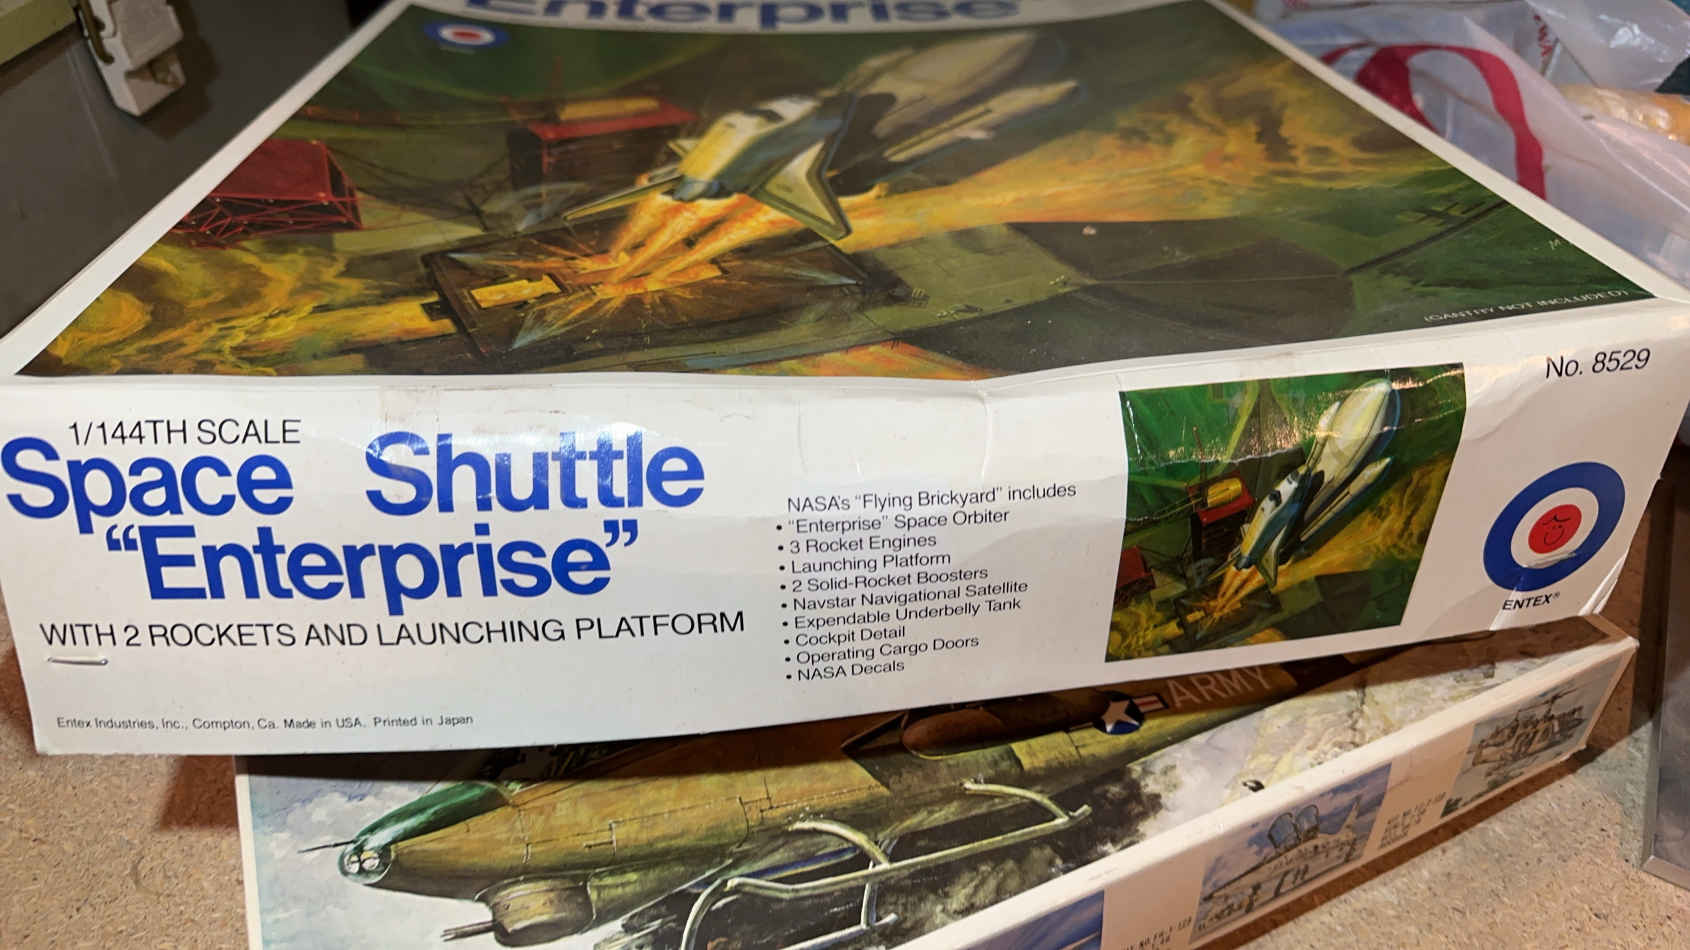 Enterprise"
(GANTRY NOT INCLUDED)
No. 8529
1/144TH SCALE
Space Shuttle
"Enterprise"
WITH 2 ROCKETS AND LAUNCHING PLATFORM
Entex Industries, Inc., Compton, Ca. Made in USA. Printed in Japan
NASA's "Flying Brickyard" includes
• "Enterprise" Space Orbiter
• 3 Rocket Engines
• Launching Platform
• 2 Solid-Rocket Boosters
• Navstar Navigational Satellite
• Expendable Underbelly Tank
• Cockpit Detail
• Operating Cargo Doors
• NASA Decals
ENTEX®
ARMY